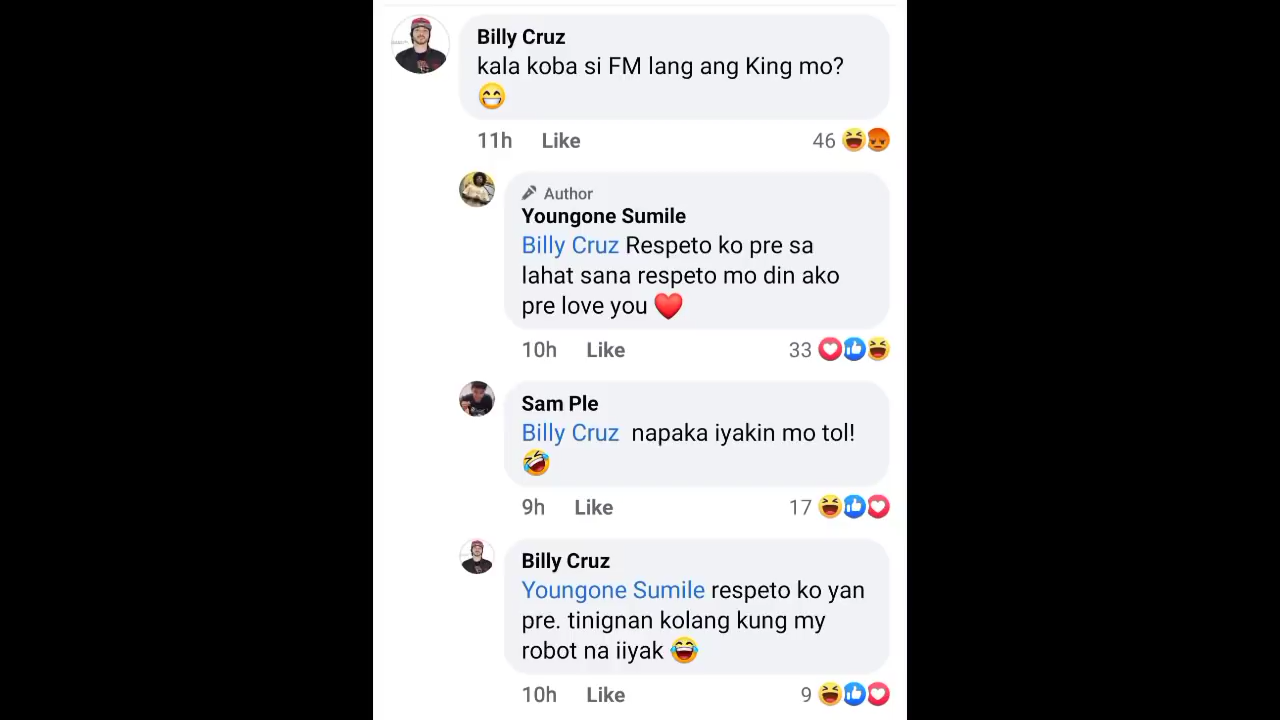 Billy Cruz
kala koba si FM lang ang King mo?
😁
11h Like 46
Author
Youngone Sumile
Billy Cruz Respeto ko pre sa
lahat sana respeto mo din ako
pre love you ❤️
10h Like 33
Sam Ple
Billy Cruz napaka iyakin mo tol!
🤣
9h Like 17
Billy Cruz
Youngone Sumile respeto ko yan
pre. tinignan kolang kung my
robot na iiyak 😂
10h Like 9